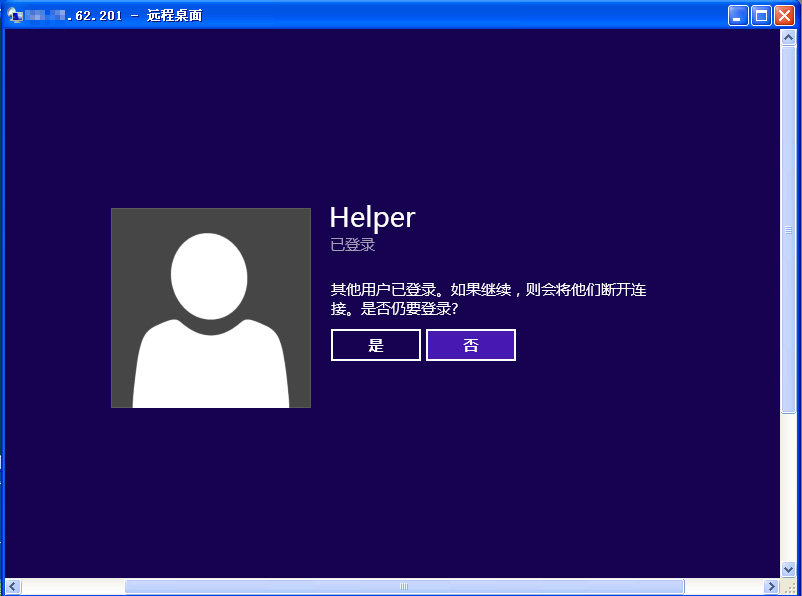 .62.201 - 远程桌面
Helper
已登录
其他用户已登录。如果继续，则会将他们断开连
接。是否仍要登录?
是
否